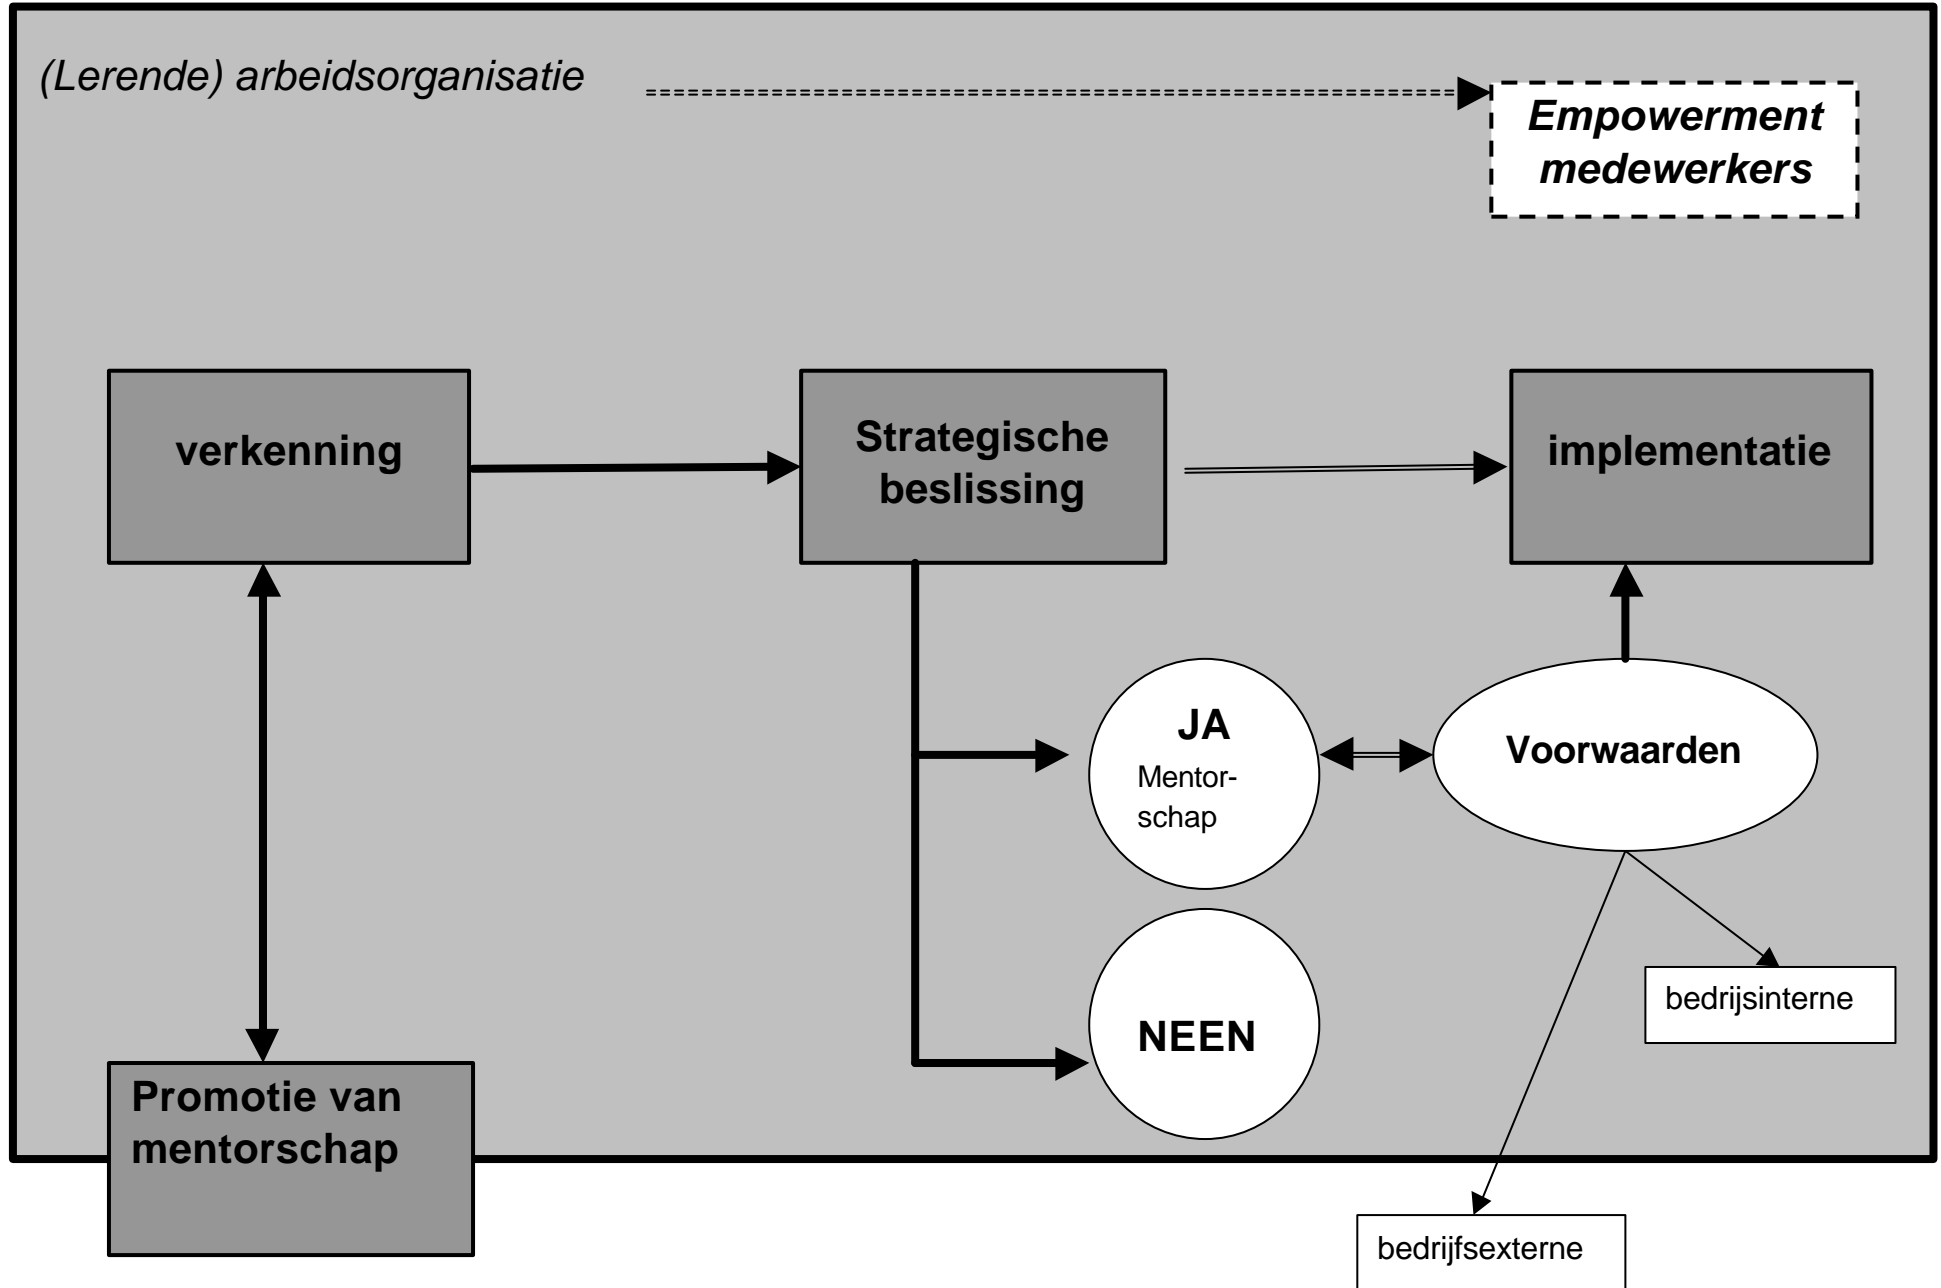 (Lerende) arbeidsorganisatie
Empowerment
medewerkers
verkenning
Strategische
beslissing
implementatie
JA
Mentor-
schap
Voorwaarden
NEEN
bedrijsinterne
Promotie van
mentorschap
bedrijfsexterne